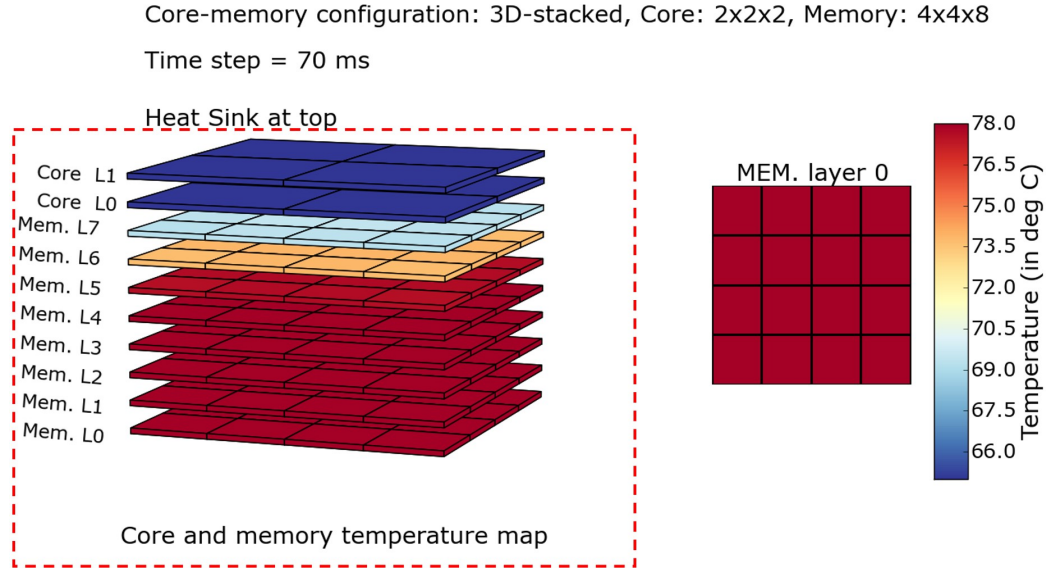 Core-memory configuration: 3D-stacked, Core: 2x2x2, Memory: 4x4x8
Time step = 70 ms
Heat Sink at top
Core L1
Core L0
Mem. L7
Mem. L6
Mem. L5
Mem. L4
Mem. L3
Mem. L2
Mem. L1
Mem. L0
Core and memory temperature map
MEM. layer 0
78.0
76.5
75.0
73.5
72.0
70.5
69.0
67.5
66.0
Temperature (in deg C)